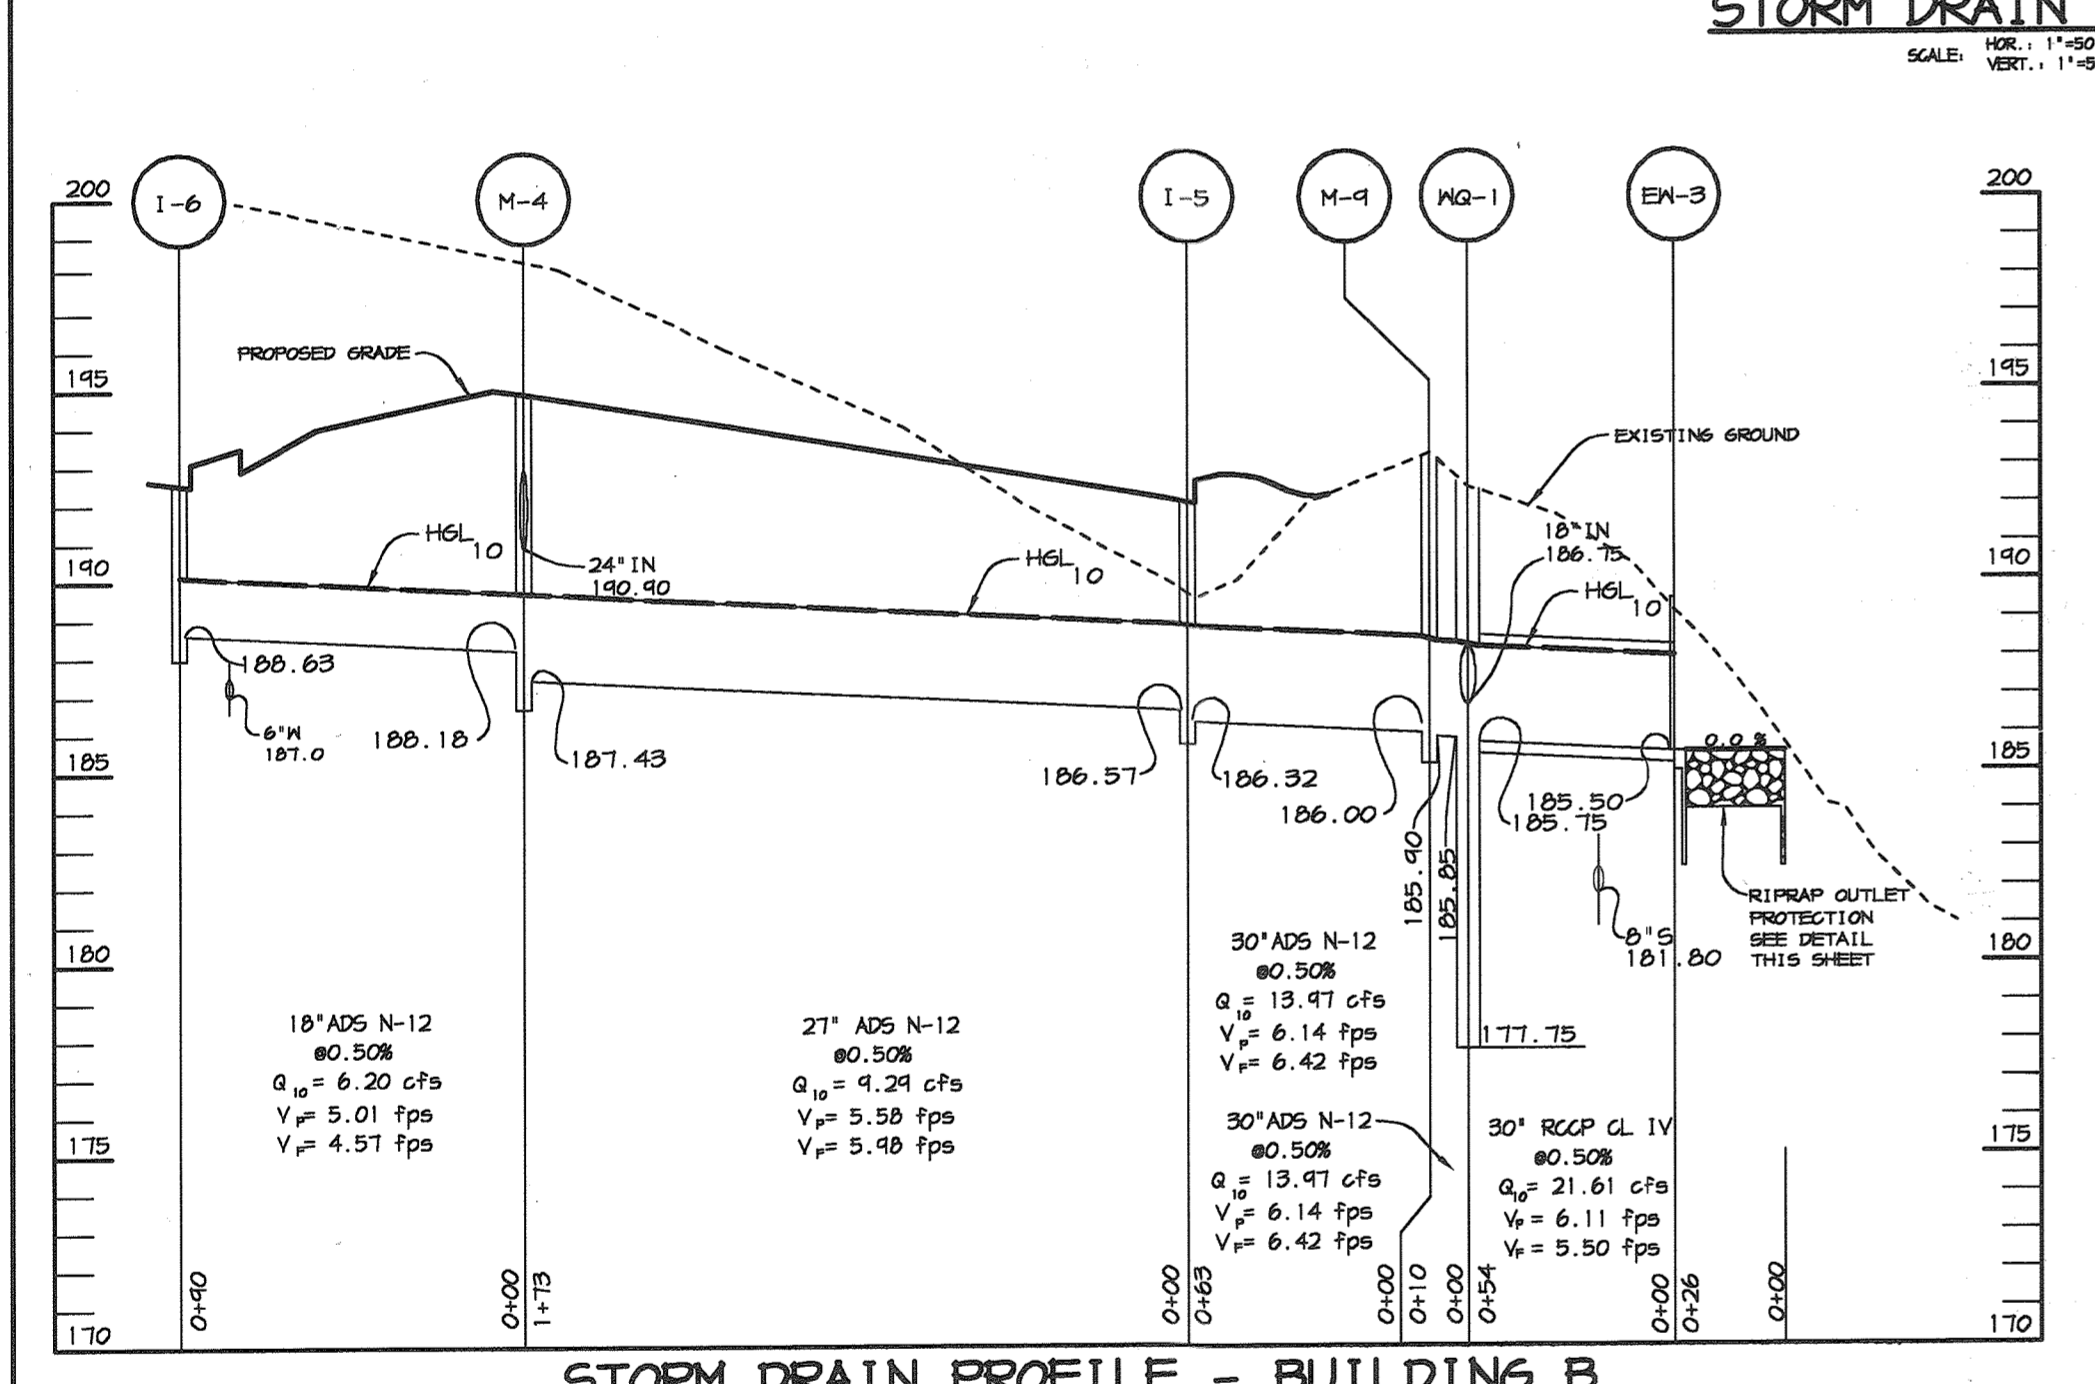 STORM DRAIN
SCALE: HOR.: 1"=50
VERT.: 1"=5
I-6
M-4
I-5
M-9
WQ-1
EW-3
200
195
190
185
180
175
170
200
195
190
185
180
175
170
PROPOSED GRADE
EXISTING GROUND
HGL10
24" IN
190.90
HGL10
18" IN
186.75
HGL10
188.63
6"W
187.0
188.18
187.43
186.57
186.32
186.00
185.90
185.85
185.75
185.50
0.0 %
8"S
181.80
RIPRAP OUTLET
PROTECTION
SEE DETAIL
THIS SHEET
177.75
18"ADS N-12
@0.50%
Q10= 6.20 cfs
VP= 5.01 fps
VF= 4.57 fps
27" ADS N-12
@0.50%
Q10= 9.29 cfs
VP= 5.58 fps
VF= 5.98 fps
30"ADS N-12
@0.50%
Q10= 13.97 cfs
VP= 6.14 fps
VF= 6.42 fps
30"ADS N-12
@0.50%
Q10= 13.97 cfs
VP= 6.14 fps
VF= 6.42 fps
30" RCCP CL IV
@0.50%
Q10= 21.61 cfs
VP= 6.11 fps
VF= 5.50 fps
0+90
0+00
1+73
0+00
0+63
0+00
0+10
0+00
0+54
0+00
0+26
0+00
STORM DRAIN PROFILE - BUILDING B